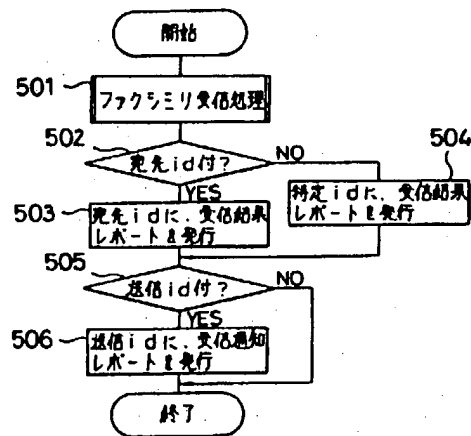 開始
501
ファクシミリ受信処理
502
宛先id付?
NO
504
YES
503
宛先idに、受信結果
レポートを発行
特定idに、受信結果
レポートを発行
505
送信id付?
NO
YES
506
送信idに、受信通知
レポートを発行
終了